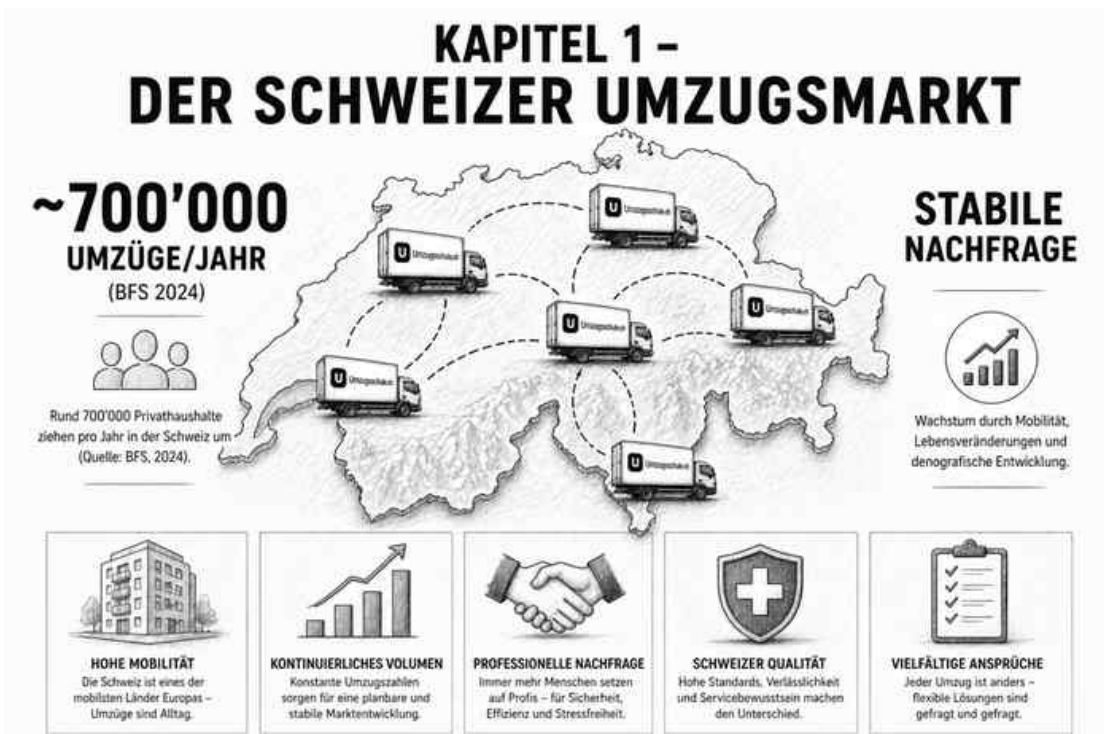 KAPITEL 1 –
DER SCHWEIZER UMZUGSMARKT
~700'000
UMZÜGE/JAHR
(BFS 2024)
Rund 700'000 Privathaushalte
ziehen pro Jahr in der Schweiz um
(Quelle: BFS, 2024).
U
U
U
U
U
U
STABILE
NACHFRAGE
Wachstum durch Mobilität,
Lebensveränderungen und
denografische Entwicklung.
HOHE MOBILITÄT
Die Schweiz ist eines der
mobilsten Länder Europas –
Umzüge sind Alltag.
KONTINUIERLICHES VOLUMEN
Konstante Umzugszahlen
sorgen für eine planbare und
stabile Marktentwicklung.
PROFESSIONELLE NACHFRAGE
Immer mehr Menschen setzen
auf Profis – für Sicherheit,
Effizienz und Stressfreiheit.
SCHWEIZER QUALITÄT
Hohe Standards, Verlässlichkeit
und Servicebewusstsein machen
den Unterschied.
VIELFÄLTIGE ANSPRÜCHE
Jeder Umzug ist anders –
flexible Lösungen sind
gefragt und gefragt.